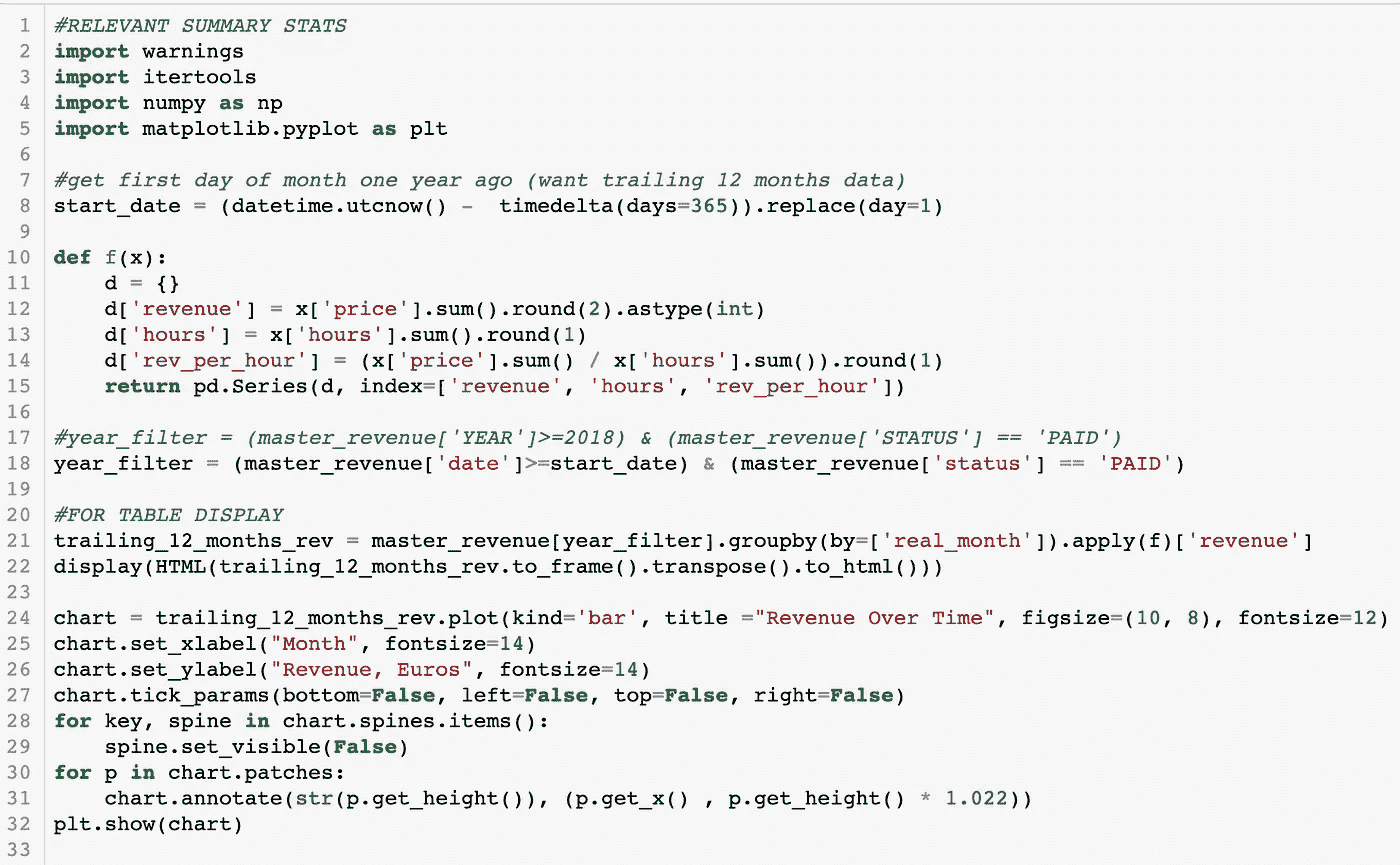 1 #RELEVANT SUMMARY STATS
2 import warnings
3 import itertools
4 import numpy as np
5 import matplotlib.pyplot as plt
6
7 #get first day of month one year ago (want trailing 12 months data)
8 start_date = (datetime.utcnow() -  timedelta(days=365)).replace(day=1)
9
10 def f(x):
11     d = {}
12     d['revenue'] = x['price'].sum().round(2).astype(int)
13     d['hours'] = x['hours'].sum().round(1)
14     d['rev_per_hour'] = (x['price'].sum() / x['hours'].sum()).round(1)
15     return pd.Series(d, index=['revenue', 'hours', 'rev_per_hour'])
16
17 #year_filter = (master_revenue['YEAR']>=2018) & (master_revenue['STATUS'] == 'PAID')
18 year_filter = (master_revenue['date']>=start_date) & (master_revenue['status'] == 'PAID')
19
20 #FOR TABLE DISPLAY
21 trailing_12_months_rev = master_revenue[year_filter].groupby(by=['real_month']).apply(f)['revenue']
22 display(HTML(trailing_12_months_rev.to_frame().transpose().to_html()))
23
24 chart = trailing_12_months_rev.plot(kind='bar', title ="Revenue Over Time", figsize=(10, 8), fontsize=12)
25 chart.set_xlabel("Month", fontsize=14)
26 chart.set_ylabel("Revenue, Euros", fontsize=14)
27 chart.tick_params(bottom=False, left=False, top=False, right=False)
28 for key, spine in chart.spines.items():
29     spine.set_visible(False)
30 for p in chart.patches:
31     chart.annotate(str(p.get_height()), (p.get_x() , p.get_height() * 1.022))
32 plt.show(chart)
33